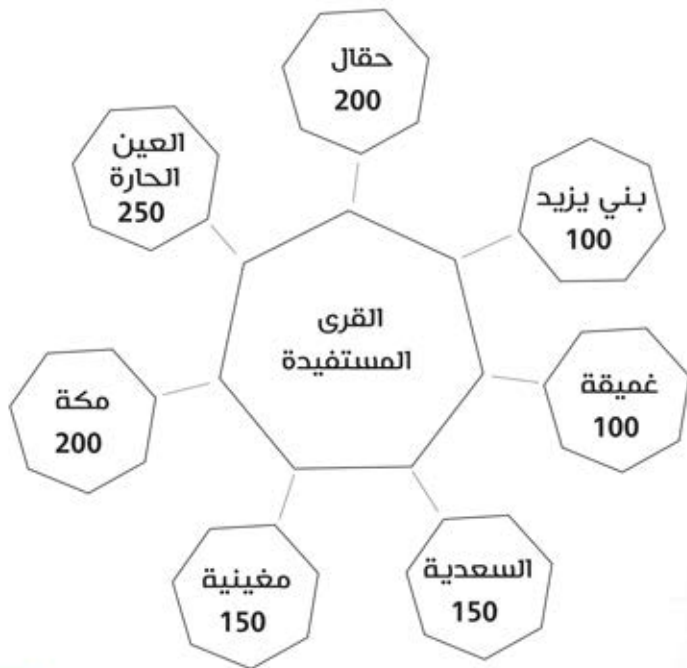 حقال
200
العين
الحارة
250
بني يزيد
100
القرى
المستفيدة
غميقة
100
مكة
200
السعدية
150
مغينية
150